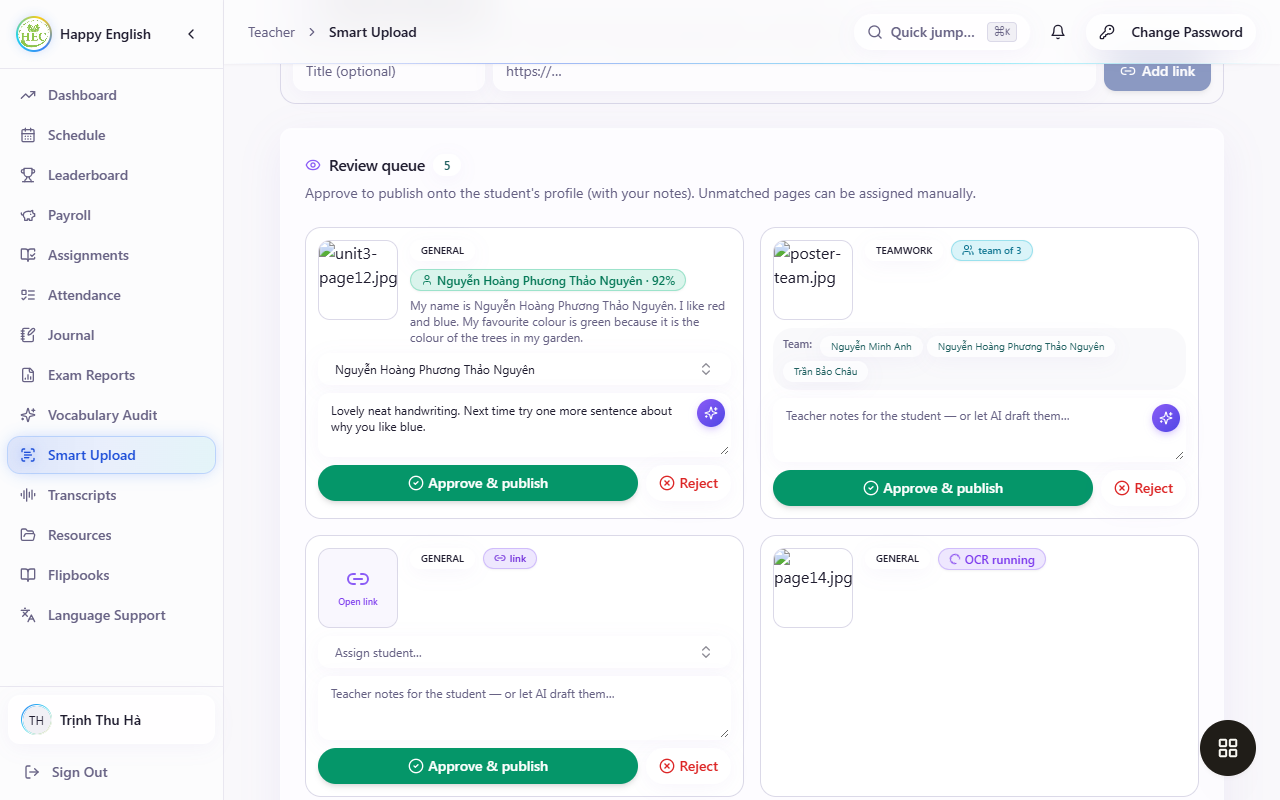 HEC
Happy English
Teacher
Smart Upload
Quick jump...
⌘K
Change Password
Dashboard
Schedule
Leaderboard
Payroll
Assignments
Attendance
Journal
Exam Reports
Vocabulary Audit
Smart Upload
Transcripts
Resources
Flipbooks
Language Support
TH
Trịnh Thu Hà
Sign Out
Title (optional)
https://...
Add link
Review queue
5
Approve to publish onto the student's profile (with your notes). Unmatched pages can be assigned manually.
unit3-
page12.jpg
GENERAL
Nguyễn Hoàng Phương Thảo Nguyên · 92%
My name is Nguyễn Hoàng Phương Thảo Nguyên. I like red
and blue. My favourite colour is green because it is the
colour of the trees in my garden.
Nguyễn Hoàng Phương Thảo Nguyên
Lovely neat handwriting. Next time try one more sentence about
why you like blue.
Approve & publish
Reject
poster-
team.jpg
TEAMWORK
team of 3
Team:
Nguyễn Minh Anh
Nguyễn Hoàng Phương Thảo Nguyên
Trần Bảo Châu
Teacher notes for the student — or let AI draft them...
Approve & publish
Reject
Open link
GENERAL
link
Assign student...
Teacher notes for the student — or let AI draft them...
Approve & publish
Reject
page14.jpg
GENERAL
OCR running